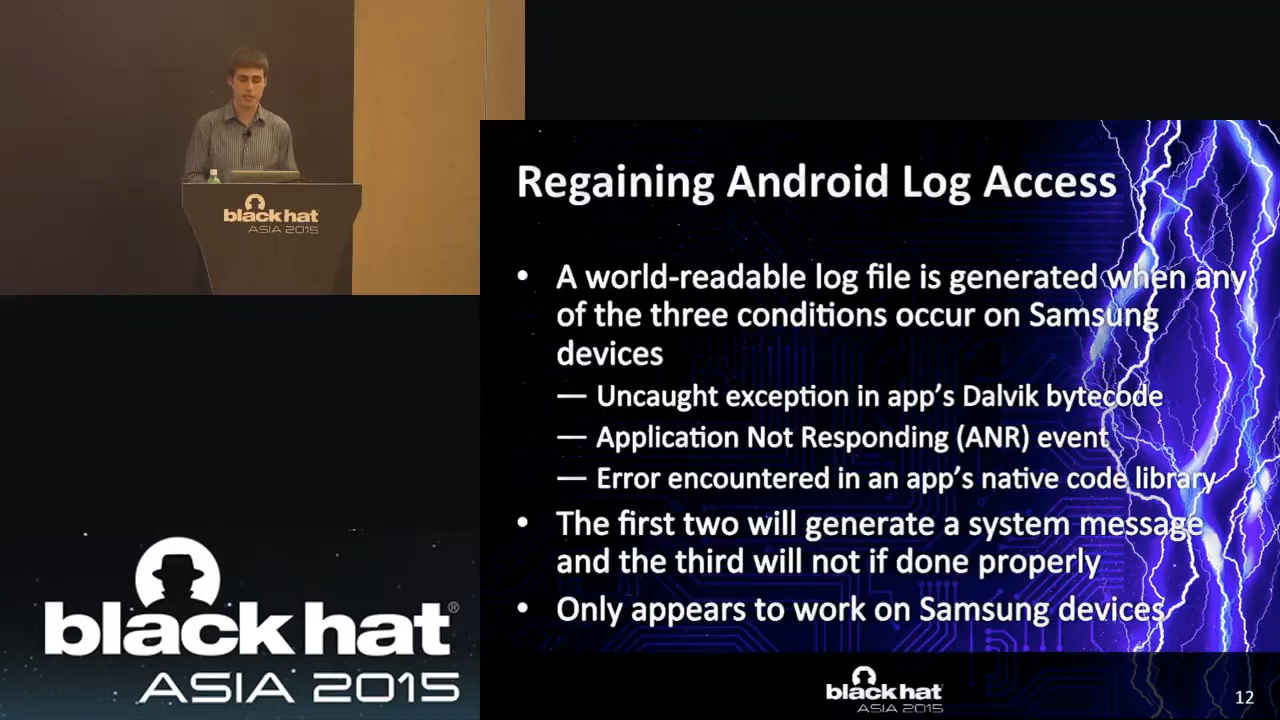 black hat
ASIA 2015
Regaining Android Log Access
• A world-readable log file is generated when any
of the three conditions occur on Samsung
devices
— Uncaught exception in app's Dalvik bytecode
— Application Not Responding (ANR) event
— Error encountered in an app's native code library
• The first two will generate a system message
and the third will not if done properly
• Only appears to work on Samsung devices
black hat®
ASIA 2015
black hat
ASIA 2015
12